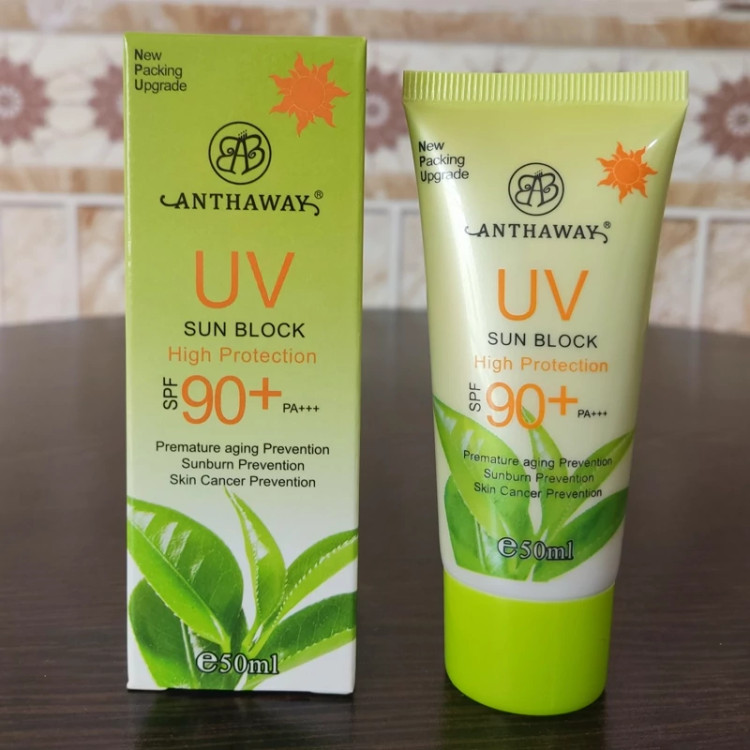 New
Packing
Upgrade
AB
ANTHAWAY®
UV
SUN BLOCK
High Protection
SPF 90+ PA+++
Premature aging Prevention
Sunburn Prevention
Skin Cancer Prevention
e50ml
New
Packing
Upgrade
AB
ANTHAWAY®
UV
SUN BLOCK
High Protection
SPF 90+ PA+++
Premature aging Prevention
Sunburn Prevention
Skin Cancer Prevention
e50ml